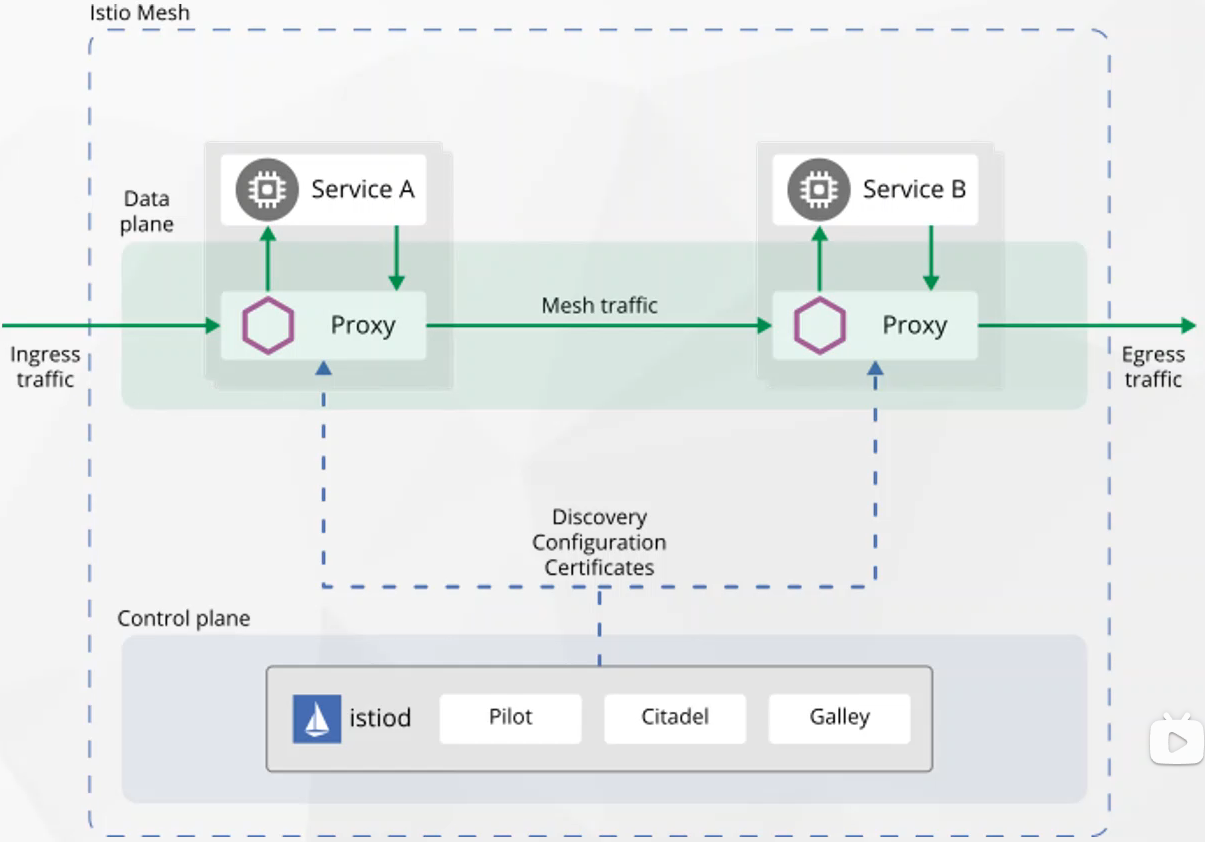 Istio Mesh
Data
plane
Service A
Service B
Proxy
Mesh traffic
Proxy
Ingress
traffic
Egress
traffic
Discovery
Configuration
Certificates
Control plane
istiod
Pilot
Citadel
Galley